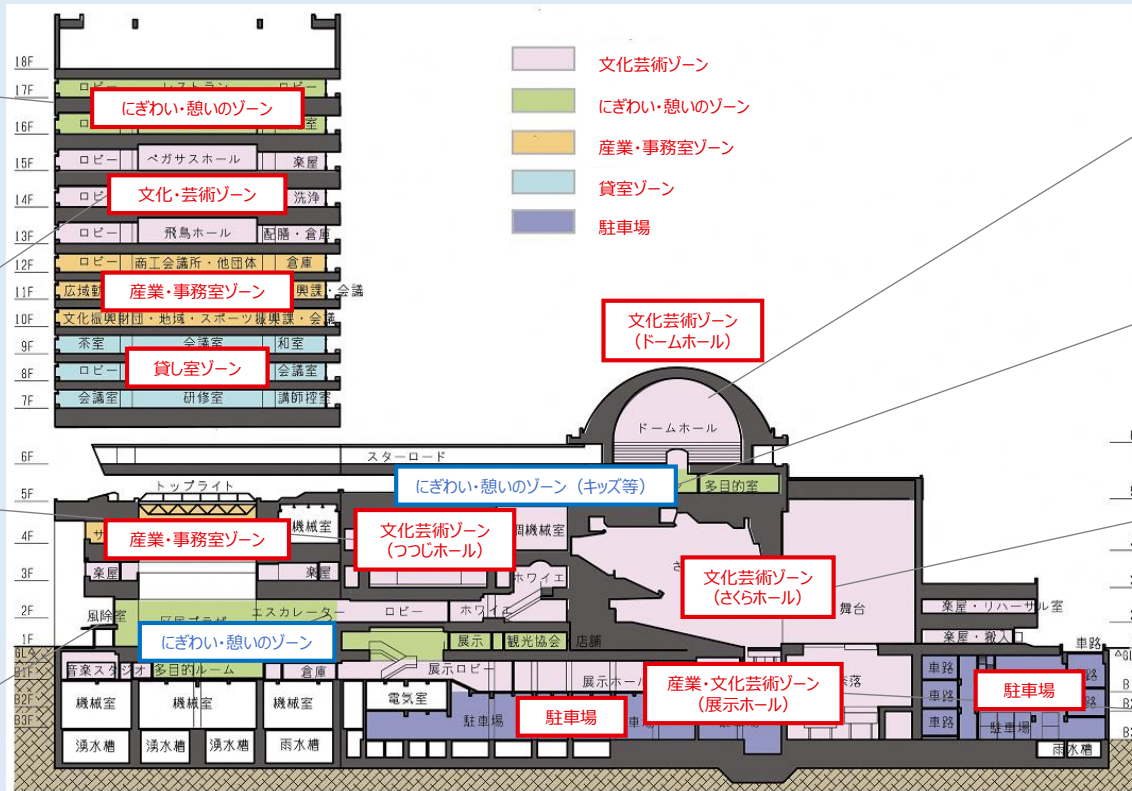 文化芸術ゾーン
にぎわい・憩いのゾーン
産業・事務室ゾーン
貸室ゾーン
駐車場
18F
17F
ロビー レストラン ロビー
にぎわい・憩いのゾーン
16F
15F
ロビー ペガサスホール 楽屋
14F
洗浄
文化・芸術ゾーン
13F
ロビー 飛鳥ホール 配膳・倉庫
12F
ロビー 商工会議所・他団体 倉庫
11F
産業・事務室ゾーン
興課・会議
10F
文化振興財団・地域・スポーツ振興課・会議
9F
茶室 会議室 和室
8F
ロビー 会議室
貸し室ゾーン
7F
会議室 研修室 講師控室
文化芸術ゾーン
(ドームホール)
ドームホール
6F
スターロード
にぎわい・憩いのゾーン(キッズ等)
多目的室
トップライト
5F
機械室
4F
産業・事務室ゾーン
文化芸術ゾーン
(つつじホール)
調機械室
3F
楽屋 楽屋
ホワイエ
文化芸術ゾーン
(さくらホール)
舞台
2F
風除室
エスカレーター
ロビー
ホワイエ
楽屋・リハーサル室
1F
にぎわい・憩いのゾーン
展示
観光協会・店舗
楽屋・搬入
車路
GL
B1F
音楽スタジオ 多目的ルーム 倉庫
展示ロビー
展示ホール
産業・文化芸術ゾーン
(展示ホール)
奈落
車路
駐車場
B2F
機械室 機械室 機械室
電気室
車路
B3F
駐車場
駐車場
車路
駐車場
湧水槽 湧水槽 湧水槽 雨水槽
雨水槽